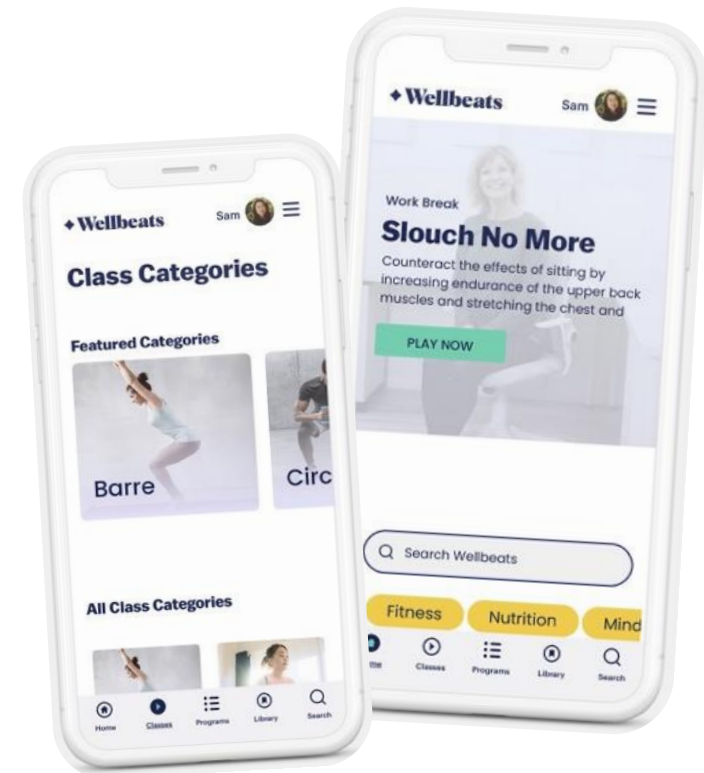 Wellbeats
Sam
Class Categories
Featured Categories
Barre
Circ
All Class Categories
Home
Classes
Programs
Library
Search
Wellbeats
Sam
Work Break
Slouch No More
Counteract the effects of sitting by
increasing endurance of the upper back
muscles and stretching the chest and
PLAY NOW
Search Wellbeats
Fitness
Nutrition
Mind
me
Classes
Programs
Library
Search